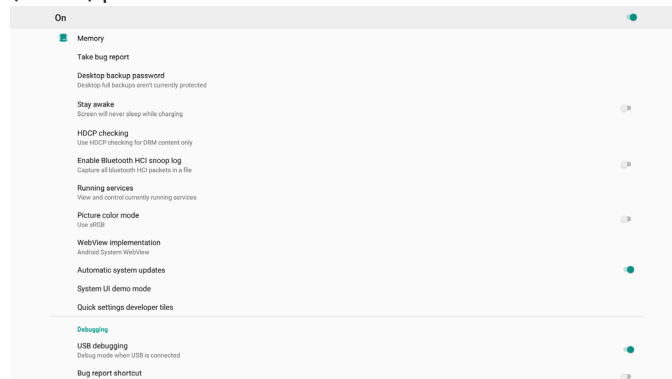 On
Memory
Take bug report
Desktop backup password
Desktop full backups aren't currently protected
Stay awake
Screen will never sleep while charging
HDCP checking
Use HDCP checking for DRM content only
Enable Bluetooth HCI snoop log
Capture all bluetooth HCI packets in a file
Running services
View and control currently running services
Picture color mode
Use sRGB
WebView implementation
Android System WebView
Automatic system updates
System UI demo mode
Quick settings developer tiles
Debugging
USB debugging
Debug mode when USB is connected
Bug report shortcut